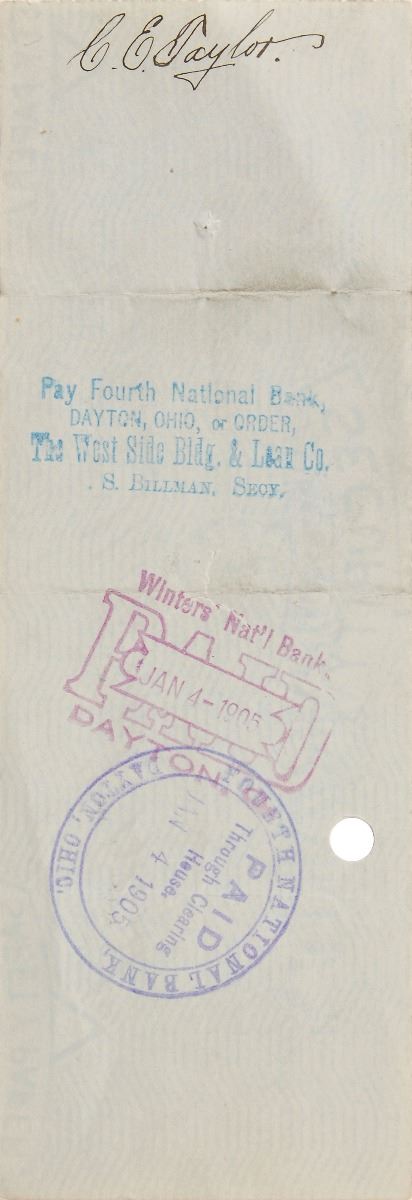 C. E. Taylor.
Pay Fourth National Bank,
DAYTON, OHIO, or ORDER,
The West Side Bldg. & Loan Co.
S. BILLMAN, SECY.
Winters' Nat'l Bank.
PAID
JAN 4-1905
DAYTON,
FOURTH NATIONAL BANK,
DAYTON, OHIO.
PAID
Through Clearing
House,
JAN 4 1905